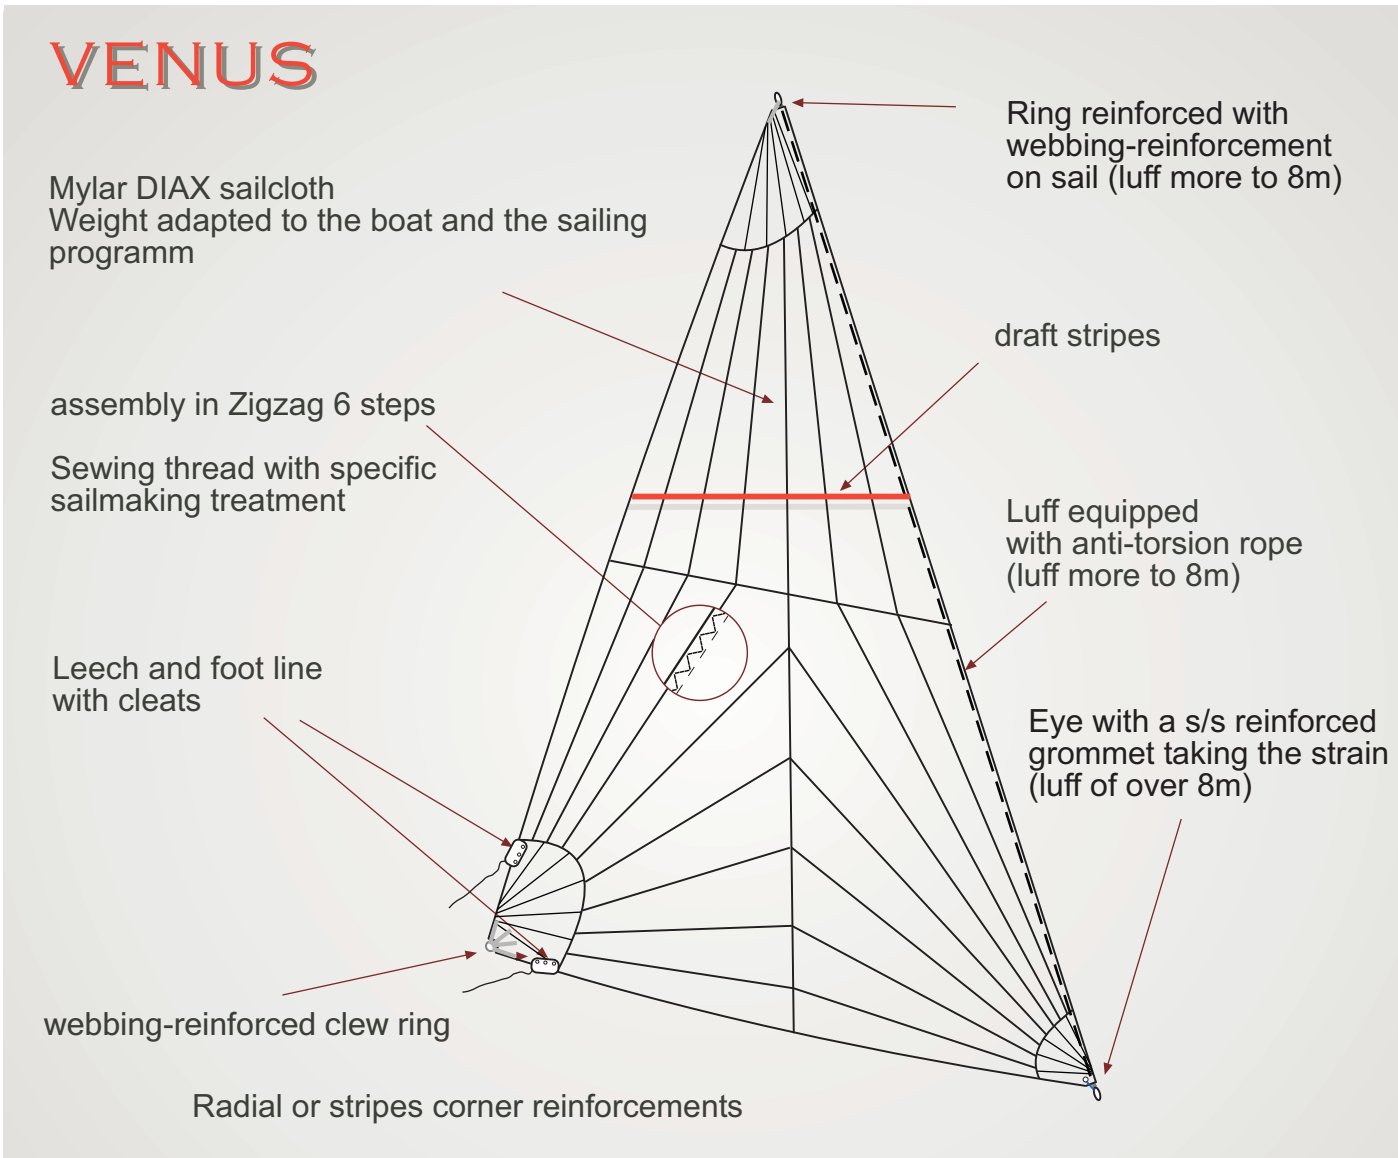 VENUS
Ring reinforced with
webbing-reinforcement
on sail (luff more to 8m)
Mylar DIAX sailcloth
Weight adapted to the boat and the sailing
programm
draft stripes
assembly in Zigzag 6 steps
Sewing thread with specific
sailmaking treatment
Luff equipped
with anti-torsion rope
(luff more to 8m)
Leech and foot line
with cleats
Eye with a s/s reinforced
grommet taking the strain
(luff of over 8m)
webbing-reinforced clew ring
Radial or stripes corner reinforcements